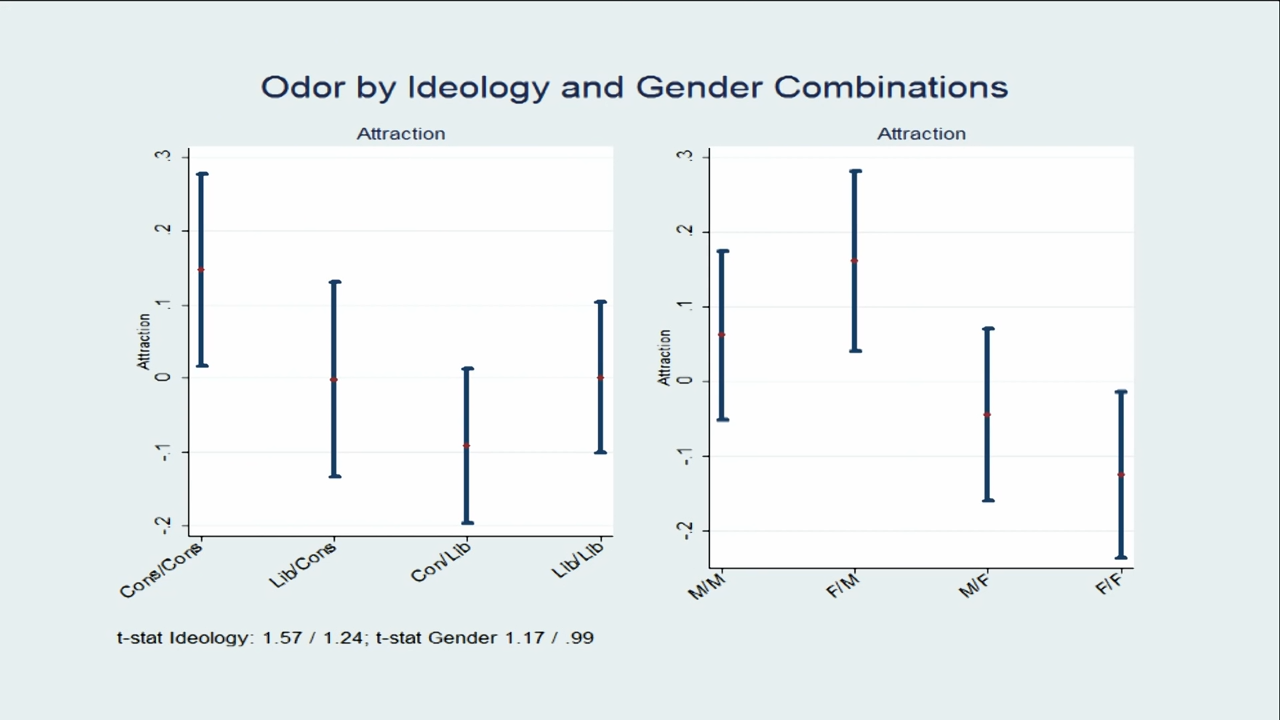 Odor by Ideology and Gender Combinations
Attraction
Attraction
.3
.2
.1
0
-.1
-.2
Attraction
Cons/Cons
Lib/Cons
Con/Lib
Lib/Lib
.3
.2
.1
0
-.1
-.2
Attraction
M/M
F/M
M/F
F/F
t-stat Ideology: 1.57 / 1.24; t-stat Gender 1.17 / .99